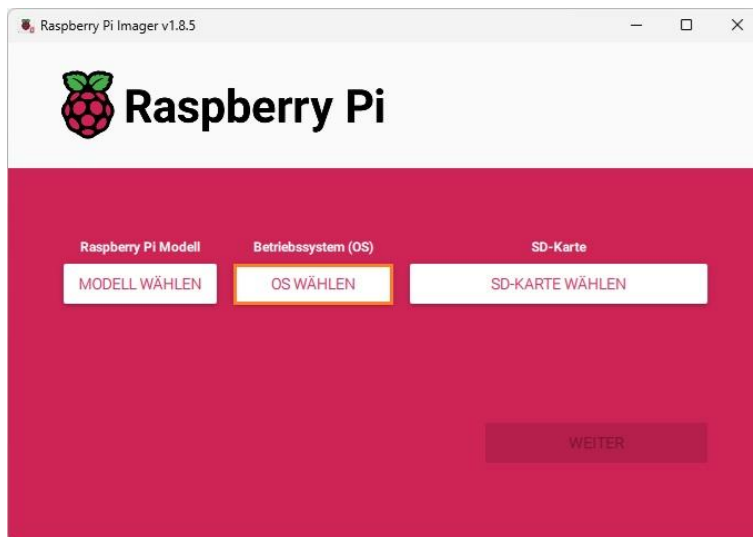 Raspberry Pi Imager v1.8.5
Raspberry Pi
Raspberry Pi Modell Betriebssystem (OS) SD-Karte
MODELL WÄHLEN OS WÄHLEN SD-KARTE WÄHLEN
WEITER